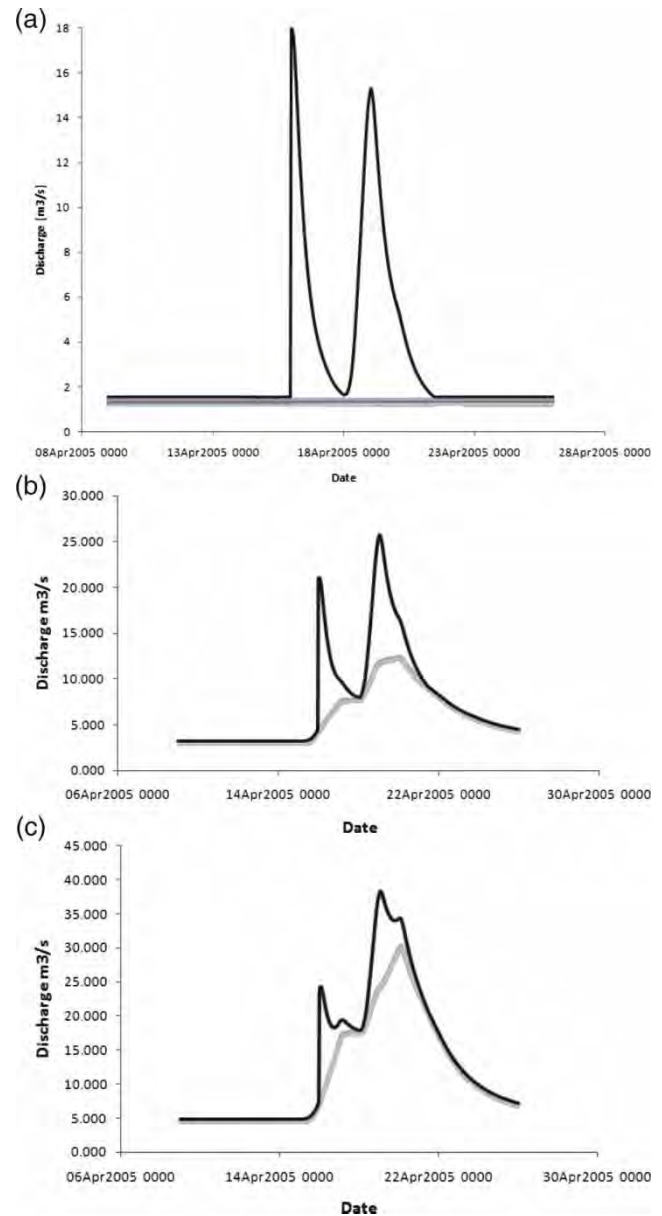 (a)
18
16
14
12
10
8
6
4
2
0
Discharge [m3/s]
08Apr2005 0000 13Apr2005 0000 18Apr2005 0000 23Apr2005 0000 28Apr2005 0000
Date
(b)
30.000
25.000
20.000
15.000
10.000
5.000
0.000
Discharge m3/s
06Apr2005 0000 14Apr2005 0000 22Apr2005 0000 30Apr2005 0000
Date
(c)
45.000
40.000
35.000
30.000
25.000
20.000
15.000
10.000
5.000
0.000
Discharge m3/s
06Apr2005 0000 14Apr2005 0000 22Apr2005 0000 30Apr2005 0000
Date